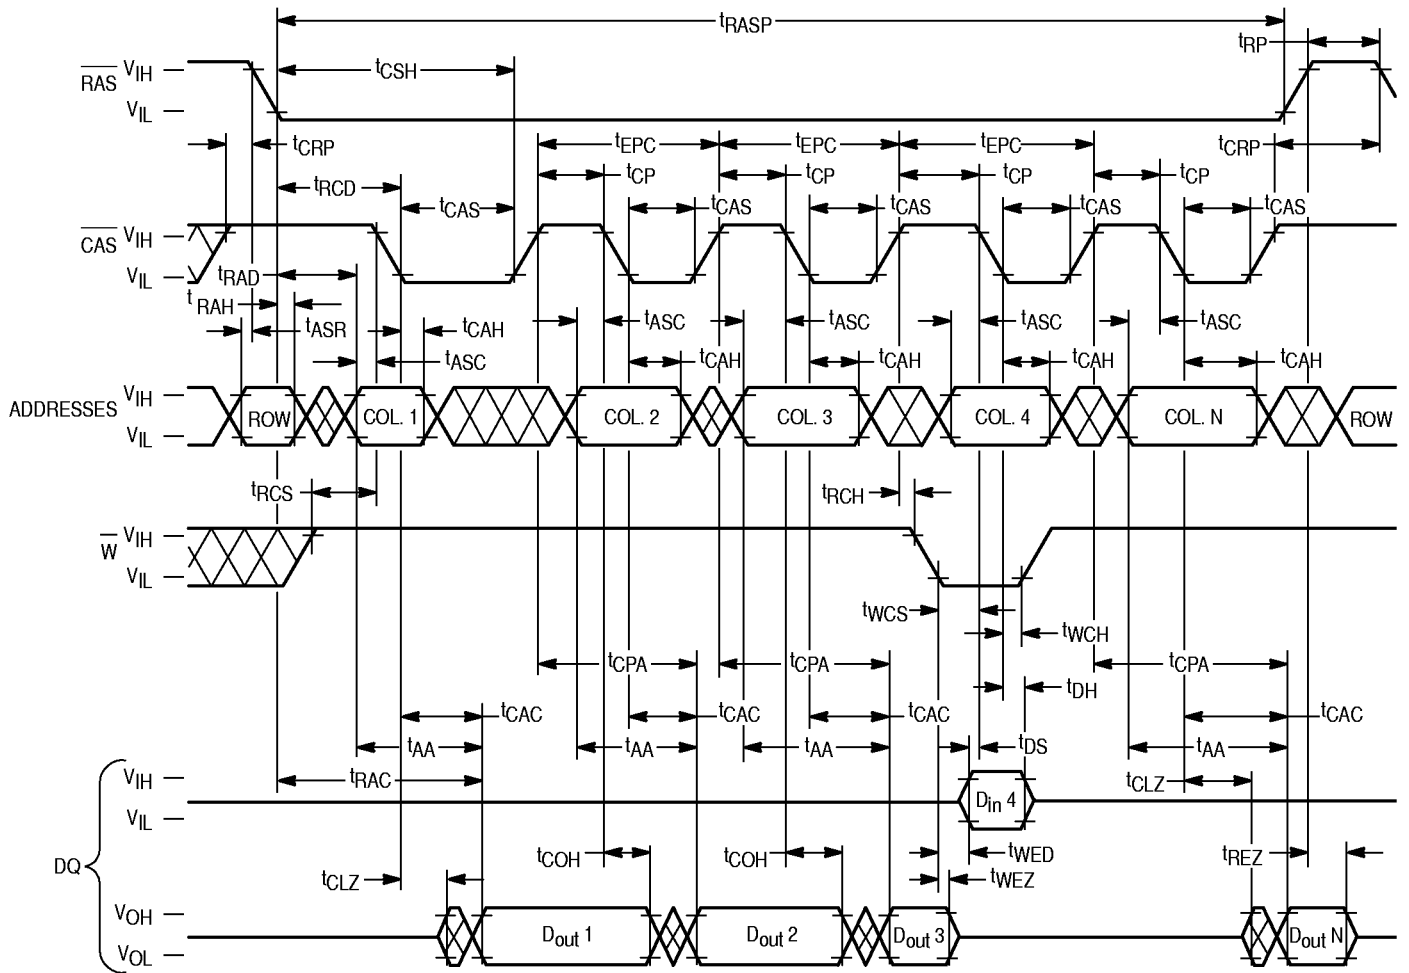 tRASP
tRP
RAS VIH
tCSH
VIL
tCRP tEPC tEPC tEPC tCRP
tRCD tCP tCP tCP tCP
tCAS tCAS tCAS tCAS tCAS
CAS VIH
VIL tRAD
tRAH
tASR tCAH tASC tASC tASC tASC
tASC tCAH tCAH tCAH tCAH
VIH
ADDRESSES ROW COL. 1 COL. 2 COL. 3 COL. 4 COL. N ROW
VIL
tRCS tRCH
W VIH
VIL
tWCS
tWCH
tCPA tCPA tCPA
tDH
tCAC tCAC tCAC tCAC
tAA tAA tAA tDS tAA
VIH tRAC tCLZ
Din 4
VIL
DQ tCOH tCOH tWED tREZ
tCLZ tWEZ
VOH
Dout 1 Dout 2 Dout 3 Dout N
VOL